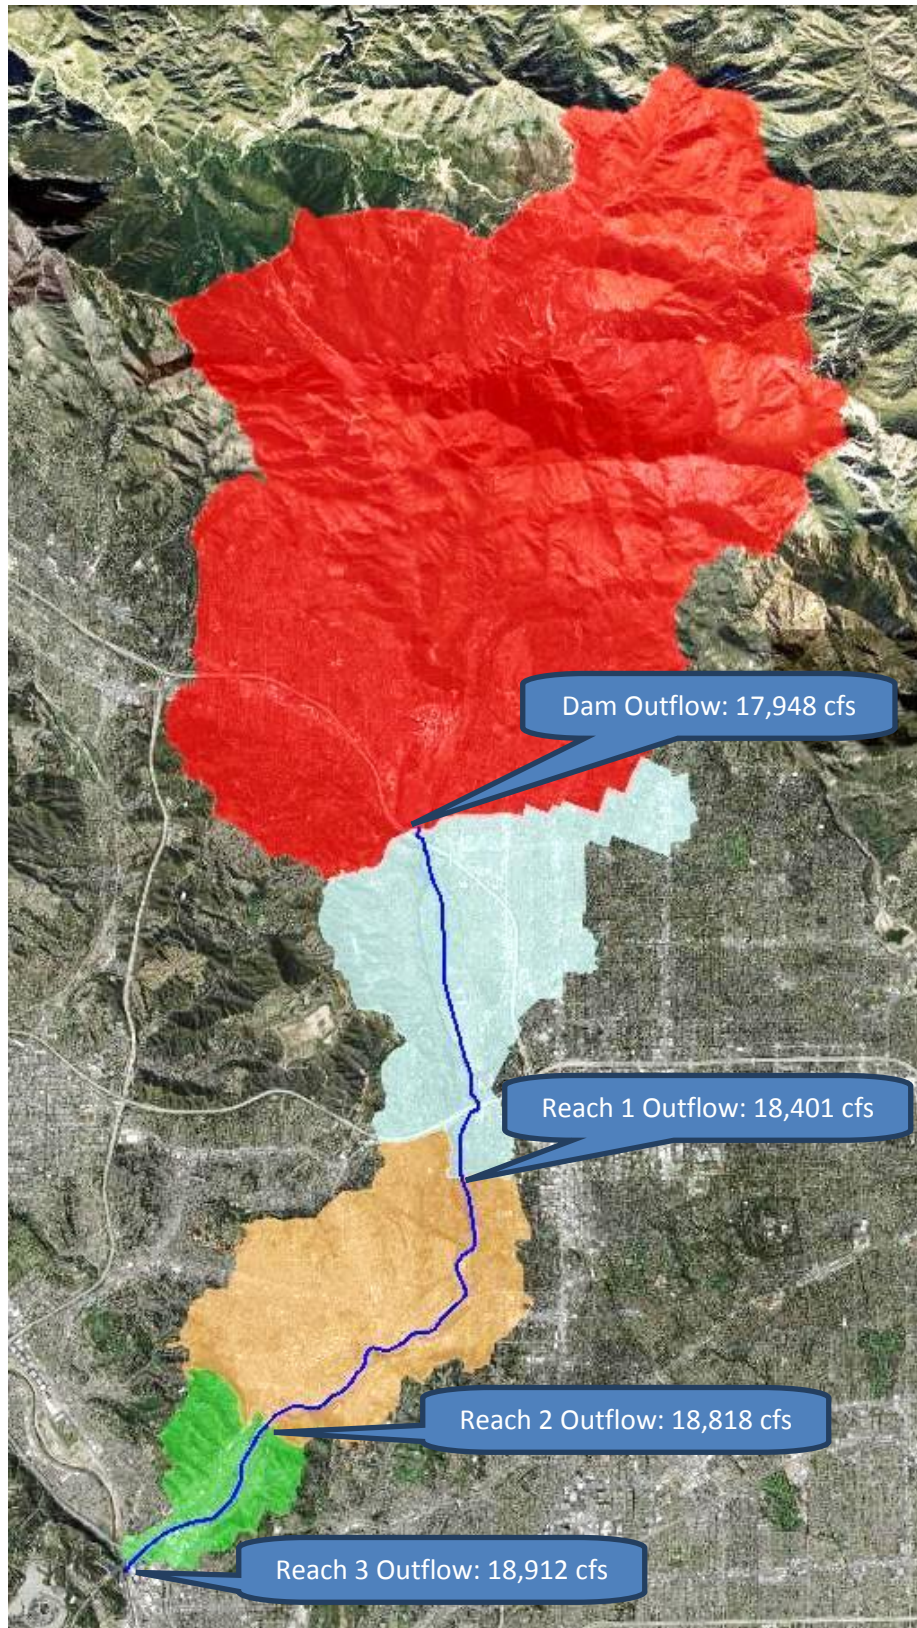 Dam Outflow: 17,948 cfs
Reach 1 Outflow: 18,401 cfs
Reach 2 Outflow: 18,818 cfs
Reach 3 Outflow: 18,912 cfs